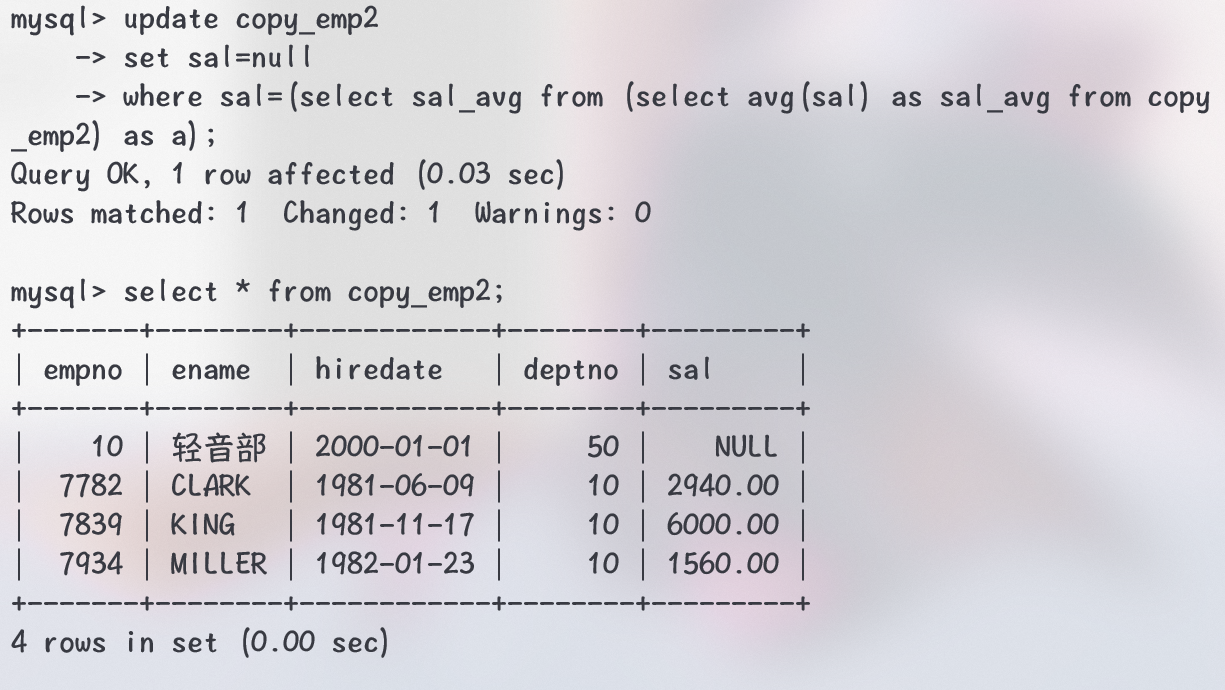 mysql> update copy_emp2
    -> set sal=null
    -> where sal=(select sal_avg from (select avg(sal) as sal_avg from copy
_emp2) as a);
Query OK, 1 row affected (0.03 sec)
Rows matched: 1  Changed: 1  Warnings: 0

mysql> select * from copy_emp2;
+-------+--------+------------+--------+---------+
| empno | ename  | hiredate   | deptno | sal     |
+-------+--------+------------+--------+---------+
|    10 | 轻音部 | 2000-01-01 |     50 |    NULL |
|  7782 | CLARK  | 1981-06-09 |     10 | 2940.00 |
|  7839 | KING   | 1981-11-17 |     10 | 6000.00 |
|  7934 | MILLER | 1982-01-23 |     10 | 1560.00 |
+-------+--------+------------+--------+---------+
4 rows in set (0.00 sec)